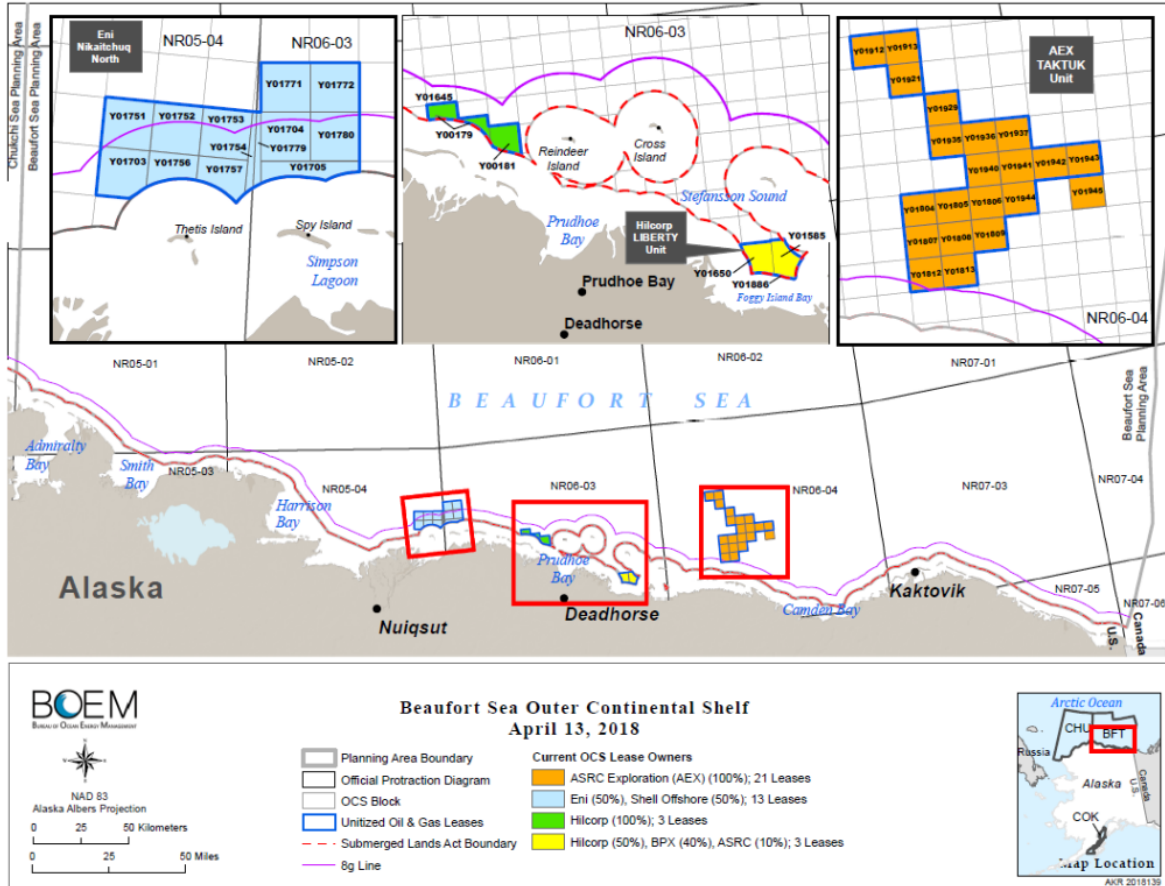 Chukchi Sea Planning Area
Beaufort Sea Planning Area
Eni
Nikaitchuq
North
NR05-04
NR06-03
Y01771
Y01772
Y01751
Y01752
Y01753
Y01704
Y01780
Y01754
Y01779
Y01703
Y01756
Y01757
Y01705
Thetis Island
Spy Island
Simpson
Lagoon
NR06-03
Y01645
Y00179
Y00181
Reindeer
Island
Cross
Island
Stefansson Sound
Prudhoe
Bay
Hilcorp
LIBERTY
Unit
Y01585
Y01650
Y01886
Foggy Island Bay
Prudhoe Bay
Deadhorse
AEX
TAKTUK
Unit
Y01912
Y01913
Y01921
Y01929
Y01935
Y01936
Y01937
Y01940
Y01941
Y01942
Y01943
Y01945
Y01804
Y01805
Y01806
Y01944
Y01807
Y01808
Y01809
Y01812
Y01813
NR06-04
NR05-01
NR05-02
NR06-01
NR06-02
NR07-01
BEAUFORT SEA
Beaufort Sea
Planning Area
Admiralty
Bay
Smith
Bay
NR05-03
Harrison
Bay
NR05-04
NR06-03
NR06-04
NR07-03
NR07-04
Prudhoe
Bay
Alaska
Nuiqsut
Deadhorse
Camden Bay
Kaktovik
NR07-05
NR07-06
U.S.
Canada
BOEM
BUREAU OF OCEAN ENERGY MANAGEMENT
NAD 83
Alaska Albers Projection
0 25 50 Kilometers
0 25 50 Miles
Beaufort Sea Outer Continental Shelf
April 13, 2018
Planning Area Boundary
Official Protraction Diagram
OCS Block
Unitized Oil & Gas Leases
Submerged Lands Act Boundary
8g Line
Current OCS Lease Owners
ASRC Exploration (AEX) (100%); 21 Leases
Eni (50%), Shell Offshore (50%); 13 Leases
Hilcorp (100%); 3 Leases
Hilcorp (50%), BPX (40%), ASRC (10%); 3 Leases
Arctic Ocean
CHU
BFT
Russia
Alaska
U.S.
Canada
COK
Map Location
AKR 2018139